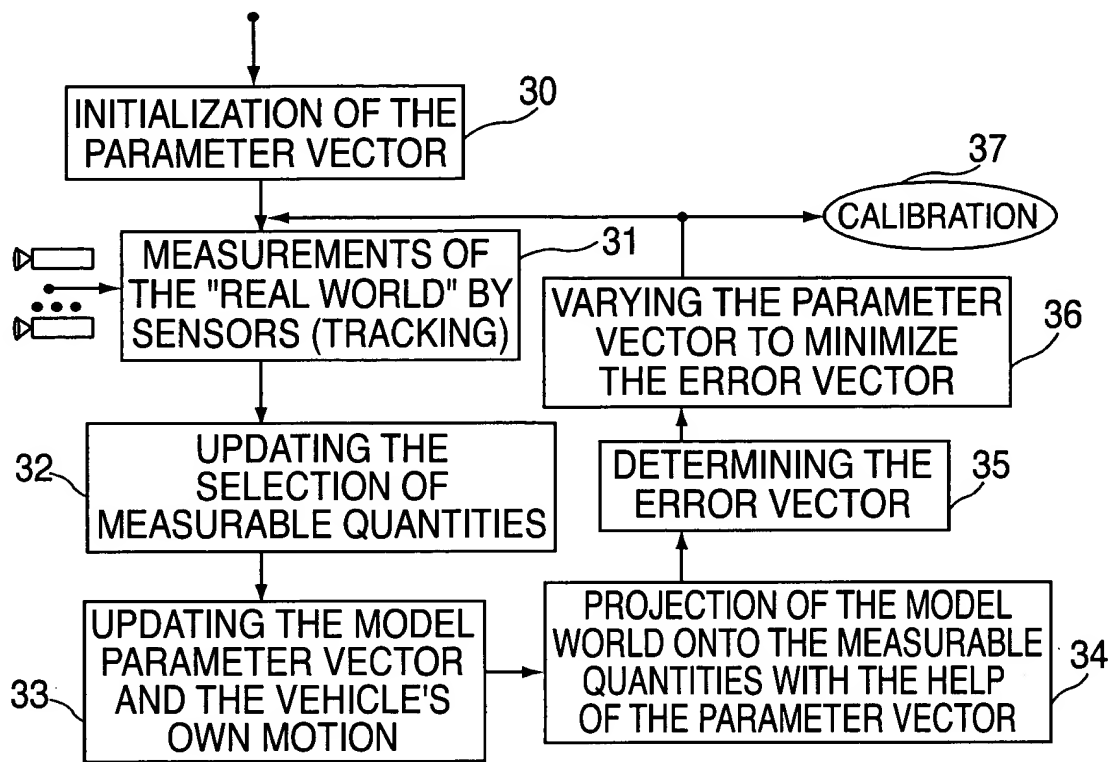 INITIALIZATION OF THE
PARAMETER VECTOR
30
37
CALIBRATION
MEASUREMENTS OF
THE "REAL WORLD" BY
SENSORS (TRACKING)
31
VARYING THE PARAMETER
VECTOR TO MINIMIZE
THE ERROR VECTOR
36
32
UPDATING THE
SELECTION OF
MEASURABLE QUANTITIES
DETERMINING THE
ERROR VECTOR
35
33
UPDATING THE MODEL
PARAMETER VECTOR
AND THE VEHICLE'S
OWN MOTION
PROJECTION OF THE MODEL
WORLD ONTO THE MEASURABLE
QUANTITIES WITH THE HELP
OF THE PARAMETER VECTOR
34